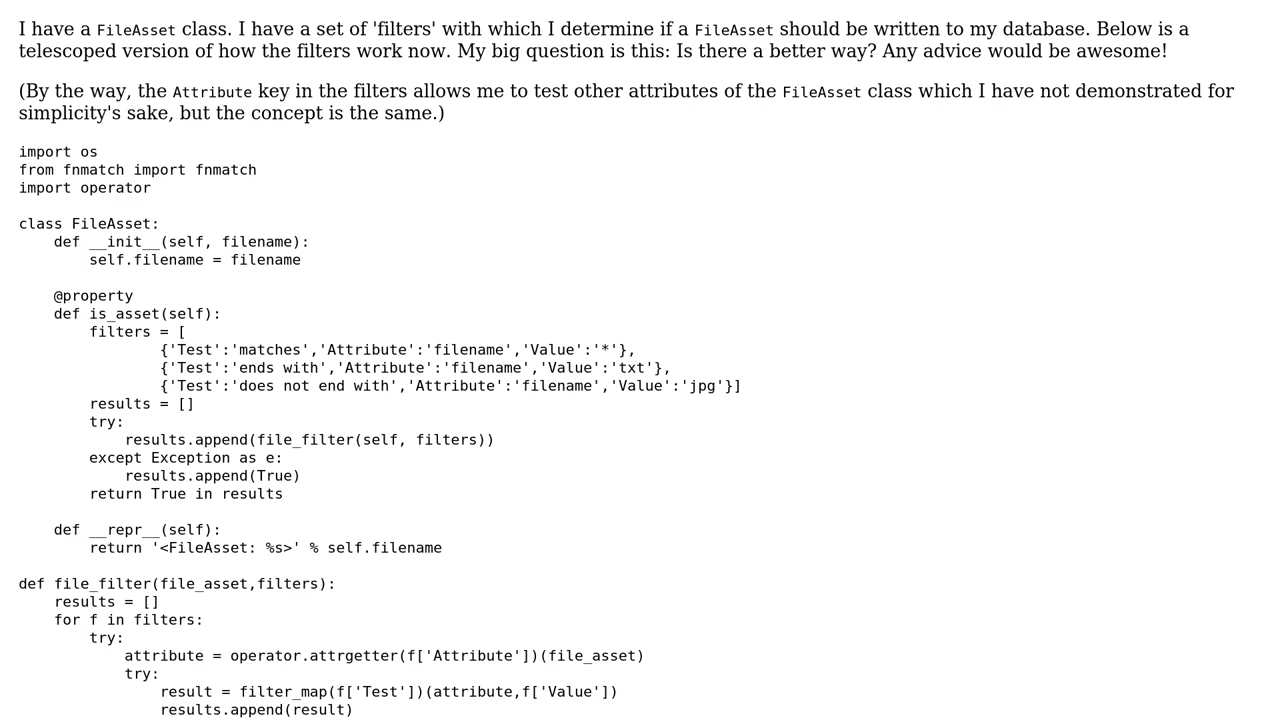 I have a FileAsset class. I have a set of 'filters' with which I determine if a FileAsset should be written to my database. Below is a
telescoped version of how the filters work now. My big question is this: Is there a better way? Any advice would be awesome!
(By the way, the Attribute key in the filters allows me to test other attributes of the FileAsset class which I have not demonstrated for
simplicity's sake, but the concept is the same.)
import os
from fnmatch import fnmatch
import operator
class FileAsset:
    def __init__(self, filename):
        self.filename = filename
    @property
    def is_asset(self):
        filters = [
                {'Test':'matches','Attribute':'filename','Value':'*'},
                {'Test':'ends with','Attribute':'filename','Value':'txt'},
                {'Test':'does not end with','Attribute':'filename','Value':'jpg'}]
        results = []
        try:
            results.append(file_filter(self, filters))
        except Exception as e:
            results.append(True)
        return True in results
    def __repr__(self):
        return '<FileAsset: %s>' % self.filename
def file_filter(file_asset,filters):
    results = []
    for f in filters:
        try:
            attribute = operator.attrgetter(f['Attribute'])(file_asset)
            try:
                result = filter_map(f['Test'])(attribute,f['Value'])
                results.append(result)